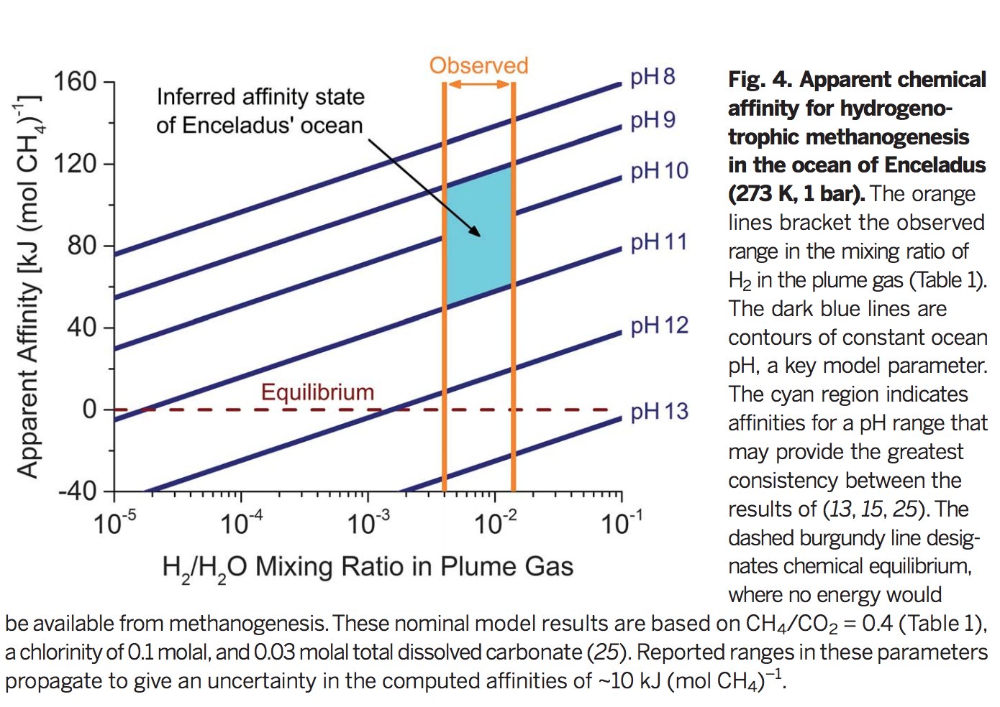 Observed
160
120
80
40
0
-40
Apparent Affinity [kJ (mol CH₄)⁻¹]
Inferred affinity state
of Enceladus' ocean
pH 8
pH 9
pH 10
pH 11
pH 12
pH 13
Equilibrium
10⁻⁵ 10⁻⁴ 10⁻³ 10⁻² 10⁻¹
H₂/H₂O Mixing Ratio in Plume Gas
Fig. 4. Apparent chemical
affinity for hydrogeno-
trophic methanogenesis
in the ocean of Enceladus
(273 K, 1 bar). The orange
lines bracket the observed
range in the mixing ratio of
H₂ in the plume gas (Table 1).
The dark blue lines are
contours of constant ocean
pH, a key model parameter.
The cyan region indicates
affinities for a pH range that
may provide the greatest
consistency between the
results of (13, 15, 25). The
dashed burgundy line desig-
nates chemical equilibrium,
where no energy would
be available from methanogenesis. These nominal model results are based on CH₄/CO₂ = 0.4 (Table 1),
a chlorinity of 0.1 molal, and 0.03 molal total dissolved carbonate (25). Reported ranges in these parameters
propagate to give an uncertainty in the computed affinities of ~10 kJ (mol CH₄)⁻¹.